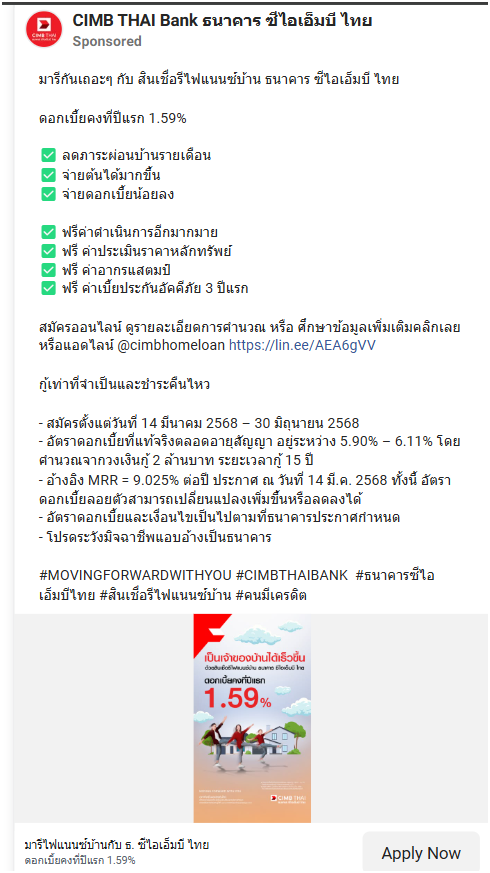 CIMB THAI Bank ธนาคาร ซีไอเอ็มบี ไทย
Sponsored
มารีกันเถอะๆ กับ สินเชื่อรีไฟแนนซ์บ้าน ธนาคาร ซีไอเอ็มบี ไทย
ดอกเบี้ยคงที่ปีแรก 1.59%
✅ ลดภาระผ่อนบ้านรายเดือน
✅ จ่ายต้นได้มากขึ้น
✅ จ่ายดอกเบี้ยน้อยลง
✅ ฟรีค่าดำเนินการอีกมากมาย
✅ ฟรี ค่าประเมินราคาหลักทรัพย์
✅ ฟรี ค่าอากรแสตมป์
✅ ฟรี ค่าเบี้ยประกันอัคคีภัย 3 ปีแรก
สมัครออนไลน์ ดูรายละเอียดการคำนวณ หรือ ศึกษาข้อมูลเพิ่มเติมคลิกเลย
หรือแอดไลน์ @cimbhomeloan https://lin.ee/AEA6gVV
กู้เท่าที่จำเป็นและชำระคืนไหว
- สมัครตั้งแต่วันที่ 14 มีนาคม 2568 – 30 มิถุนายน 2568
- อัตราดอกเบี้ยที่แท้จริงตลอดอายุสัญญา อยู่ระหว่าง 5.90% – 6.11% โดย
คำนวณจากวงเงินกู้ 2 ล้านบาท ระยะเวลากู้ 15 ปี
- อ้างอิง MRR = 9.025% ต่อปี ประกาศ ณ วันที่ 14 มี.ค. 2568 ทั้งนี้ อัตรา
ดอกเบี้ยลอยตัวสามารถเปลี่ยนแปลงเพิ่มขึ้นหรือลดลงได้
- อัตราดอกเบี้ยและเงื่อนไขเป็นไปตามที่ธนาคารประกาศกำหนด
- โปรดระวังมิจฉาชีพแอบอ้างเป็นธนาคาร
#MOVINGFORWARDWITHYOU #CIMBTHAIBANK #ธนาคารซีไอ
เอ็มบีไทย #สินเชื่อรีไฟแนนซ์บ้าน #คนมีเครดิต
เป็นเจ้าของบ้านได้เร็วขึ้น
ด้วยสินเชื่อรีไฟแนนซ์บ้าน ธนาคาร ซีไอเอ็มบี ไทย
ดอกเบี้ยคงที่ปีแรก
1.59%
CIMB THAI
มารีไฟแนนซ์บ้านกับ ธ. ซีไอเอ็มบี ไทย
ดอกเบี้ยคงที่ปีแรก 1.59%
Apply Now